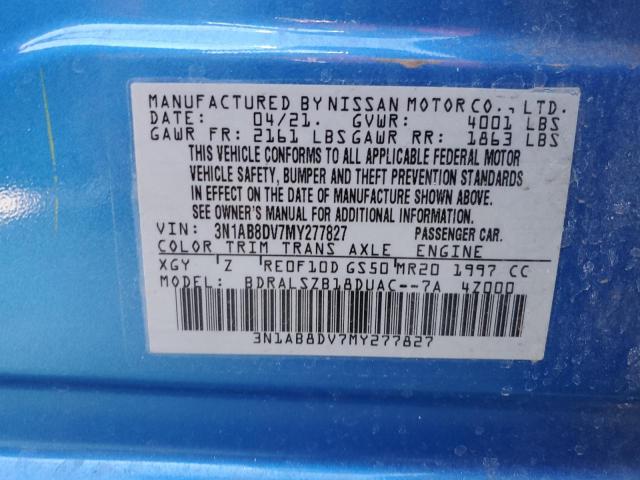 MANUFACTURED BY NISSAN MOTOR CO., LTD.
DATE: 04/21. GVWR: 4001 LBS
GAWR FR: 2161 LBS GAWR RR: 1863 LBS
THIS VEHICLE CONFORMS TO ALL APPLICABLE FEDERAL MOTOR
VEHICLE SAFETY, BUMPER AND THEFT PREVENTION STANDARDS
IN EFFECT ON THE DATE OF MANUFACTURE SHOWN ABOVE.
SEE OWNER'S MANUAL FOR ADDITIONAL INFORMATION.
VIN: 3N1AB8DV7MY277827 PASSENGER CAR.
COLOR TRIM TRANS AXLE ENGINE
XGY Z RE0F10D GS50 MR20 1997 CC
MODEL: BDRALSZB18DUAC--7A 4Z000
3N1AB8DV7MY277827